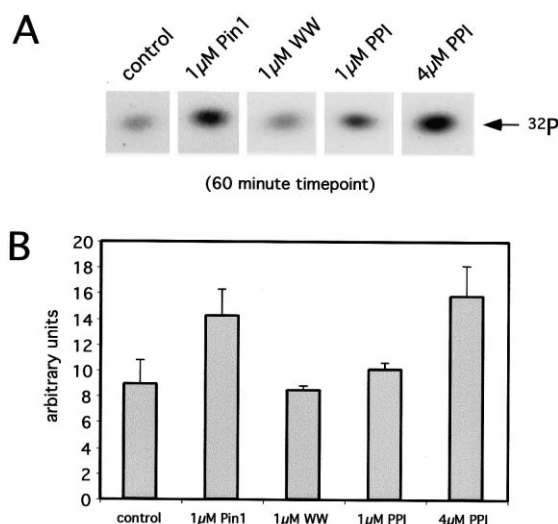 A
control
1µM Pin1
1µM WW
1µM PPI
4µM PPI
32P
(60 minute timepoint)
B
arbitrary units
20
18
16
14
12
10
8
6
4
2
0
control
1µM Pin1
1µM WW
1µM PPI
4µM PPI